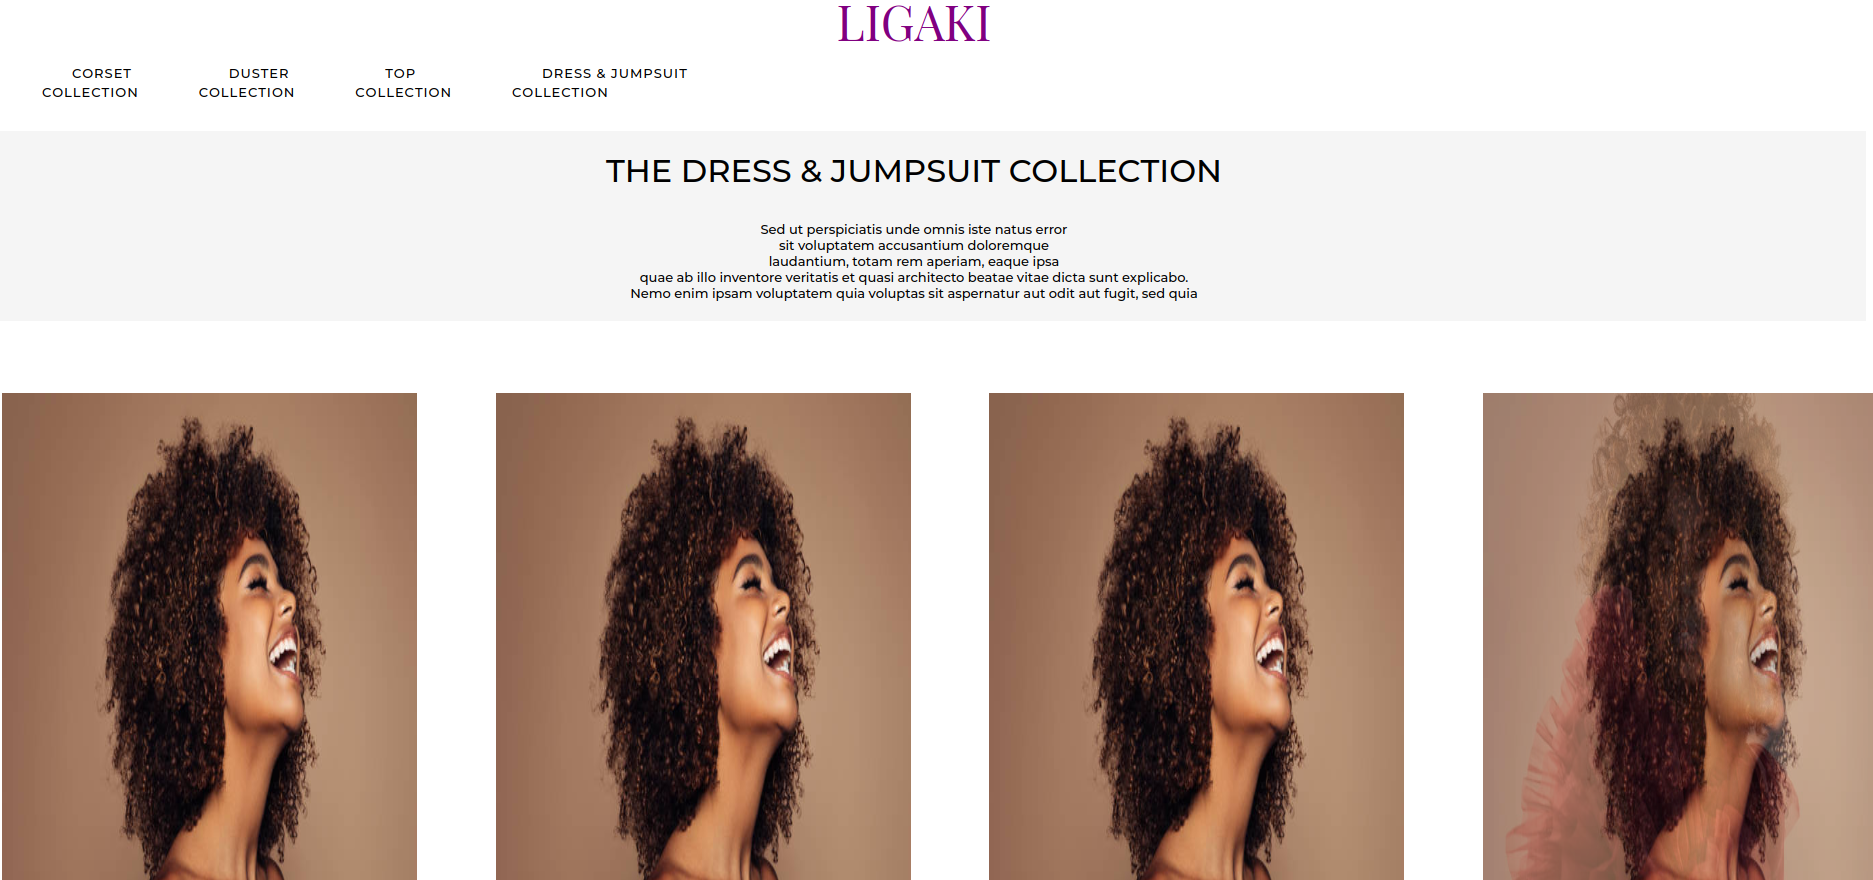 LIGAKI
CORSET
COLLECTION
DUSTER
COLLECTION
TOP
COLLECTION
DRESS & JUMPSUIT
COLLECTION
THE DRESS & JUMPSUIT COLLECTION
Sed ut perspiciatis unde omnis iste natus error
sit voluptatem accusantium doloremque
laudantium, totam rem aperiam, eaque ipsa
quae ab illo inventore veritatis et quasi architecto beatae vitae dicta sunt explicabo.
Nemo enim ipsam voluptatem quia voluptas sit aspernatur aut odit aut fugit, sed quia